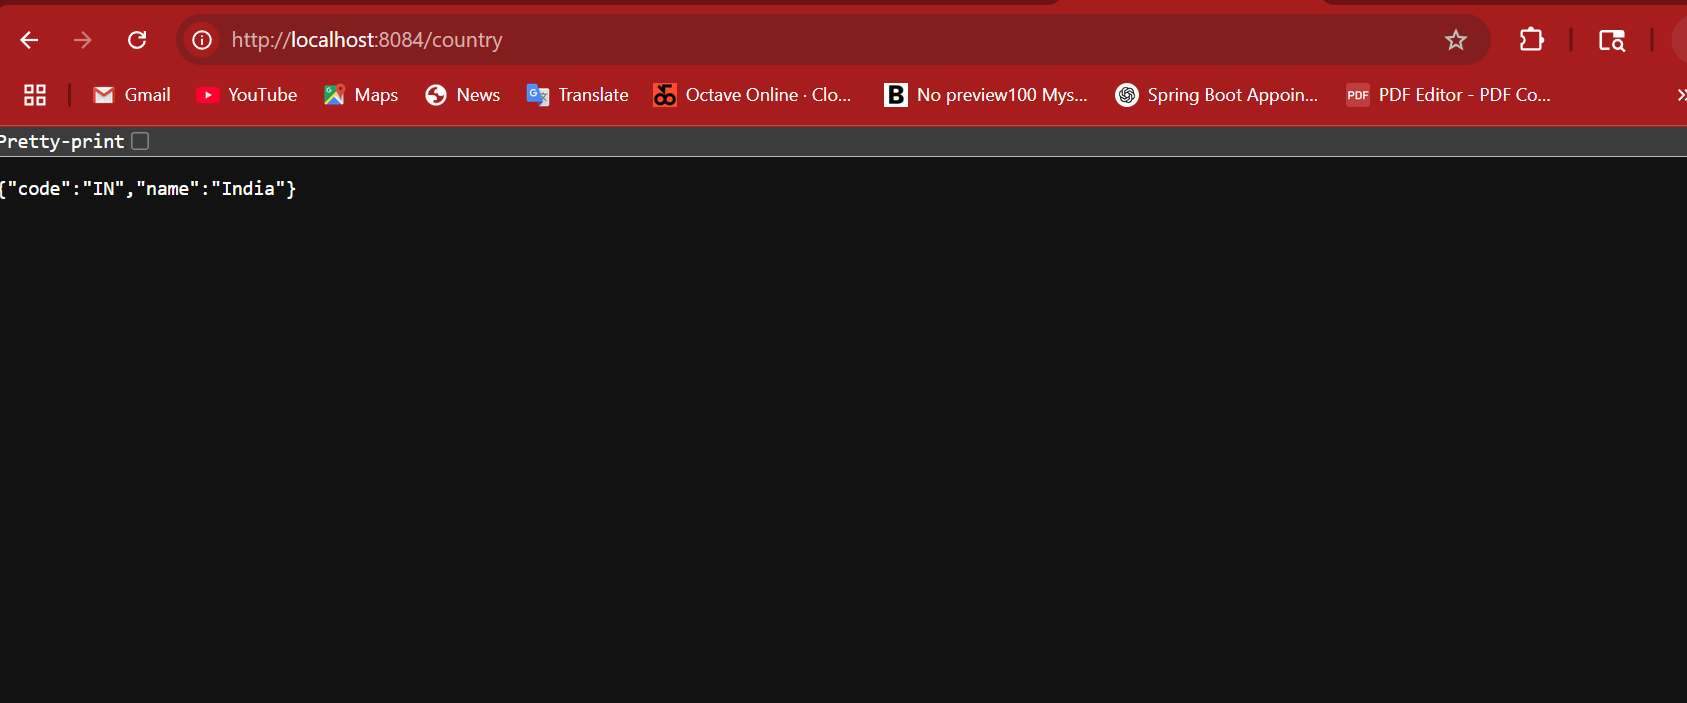 http://localhost:8084/country
Gmail YouTube Maps News Translate Octave Online · Clo... B No preview100 Mys... Spring Boot Appoin... PDF PDF Editor - PDF Co... »
Pretty-print
{"code":"IN","name":"India"}